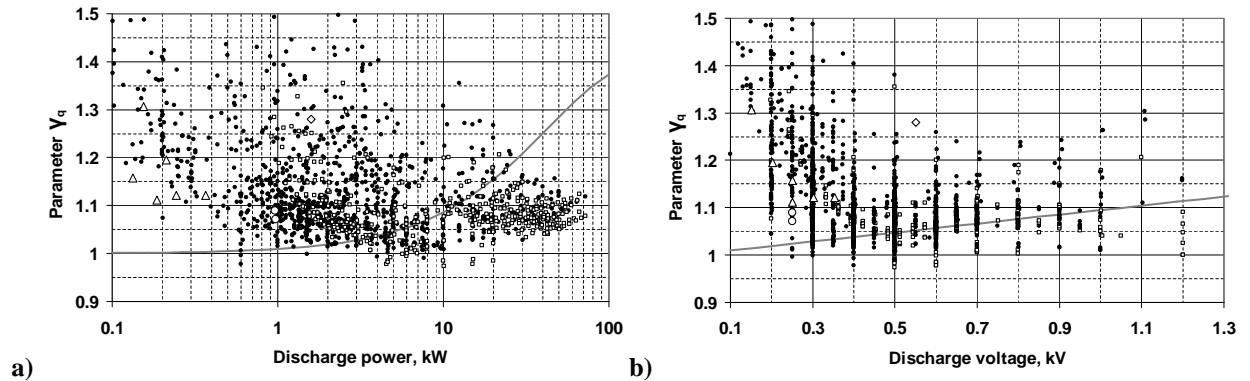 1.5
1.4
1.3
1.2
1.1
1
0.9
Parameter γq
0.1 1 10 100
Discharge power, kW
a)
1.5
1.4
1.3
1.2
1.1
1
0.9
Parameter γq
0.1 0.3 0.5 0.7 0.9 1.1 1.3
Discharge voltage, kV
b)